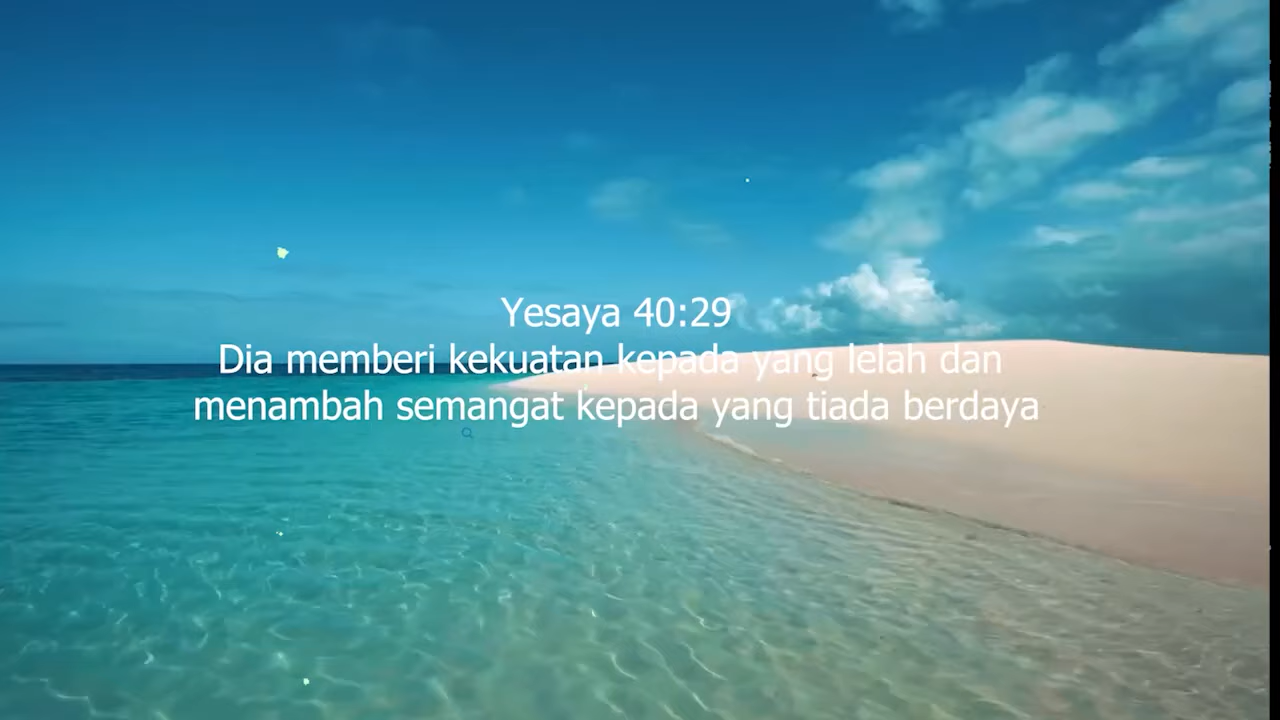 Yesaya 40:29
Dia memberi kekuatan kepada yang lelah dan
menambah semangat kepada yang tiada berdaya